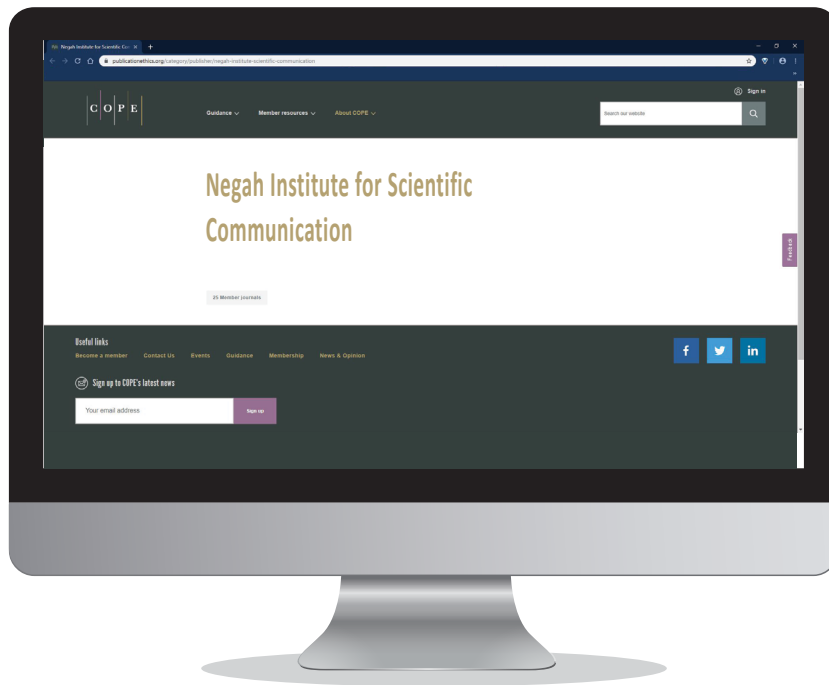 Negah Institute for Scientific Con
publicationethics.org/category/publisher/negah-institute-scientific-communication
Sign in
COPE
Guidance
Member resources
About COPE
Search our website
Negah Institute for Scientific
Communication
Feedback
25 Member journals
Useful links
Become a member Contact Us Events Guidance Membership News & Opinion
Sign up to COPE's latest news
Your email address
Sign up